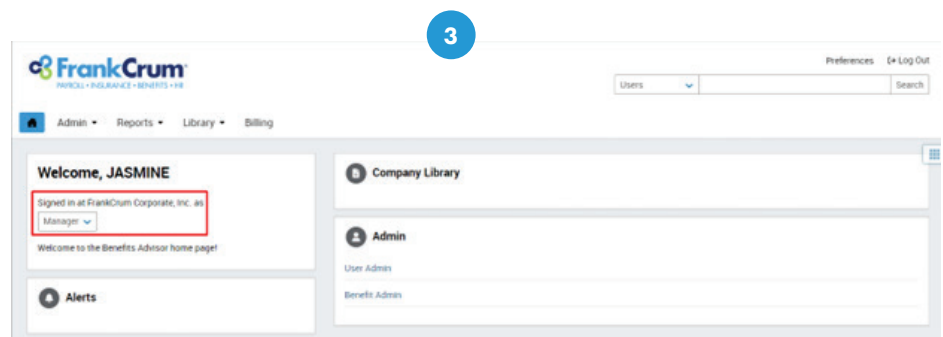 3
FrankCrum
PAYROLL • INSURANCE • BENEFITS • HR
Preferences Log Out
Users Search
Admin Reports Library Billing
Welcome, JASMINE
Signed in at FrankCrum Corporate, Inc. as
Manager
Welcome to the Benefits Advisor home page!
Alerts
Company Library
Admin
User Admin
Benefit Admin